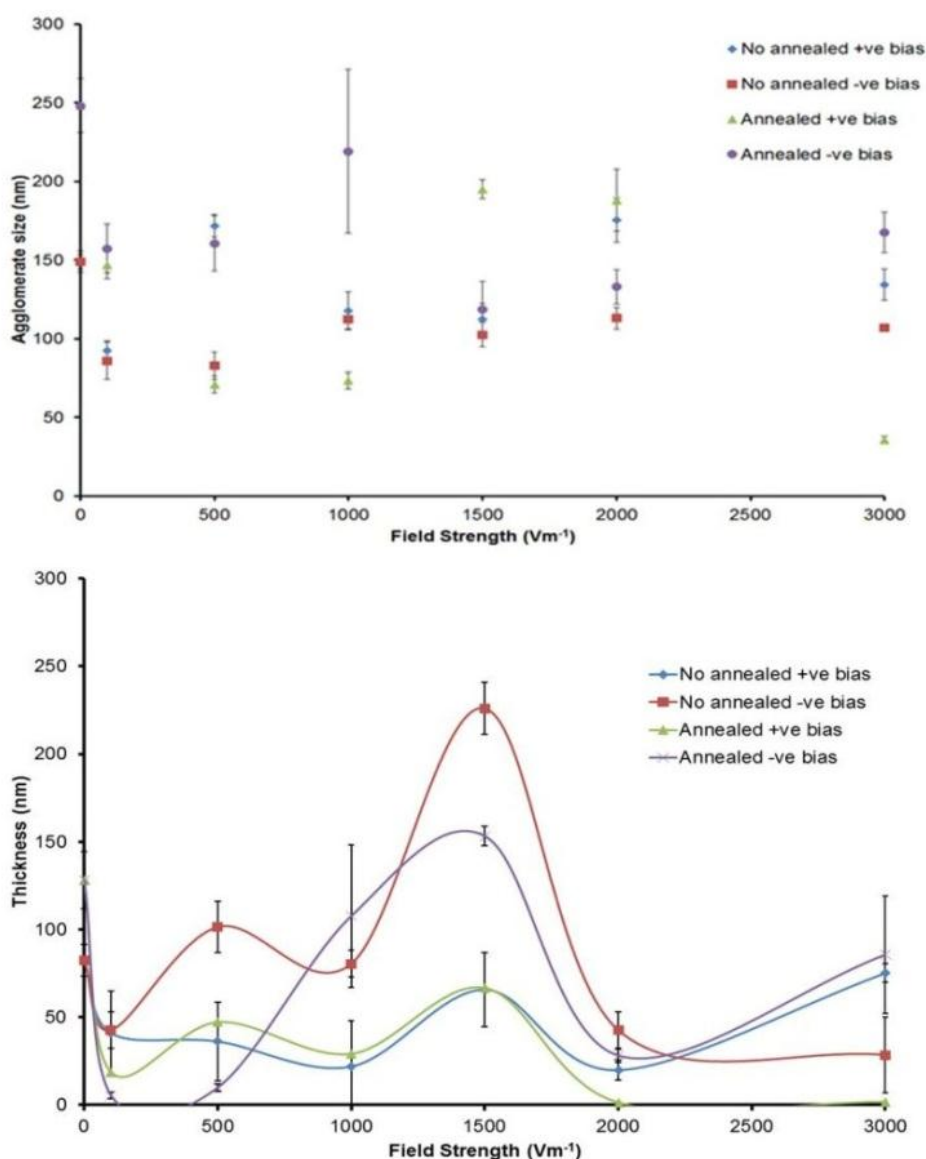 300
250
200
150
100
50
0
Agglomerate size (nm)
No annealed +ve bias
No annealed -ve bias
Annealed +ve bias
Annealed -ve bias
0 500 1000 1500 2000 2500 3000
Field Strength (Vm⁻¹)
300
250
200
150
100
50
0
Thickness (nm)
No annealed +ve bias
No annealed -ve bias
Annealed +ve bias
Annealed -ve bias
0 500 1000 1500 2000 2500 3000
Field Strength (Vm⁻¹)